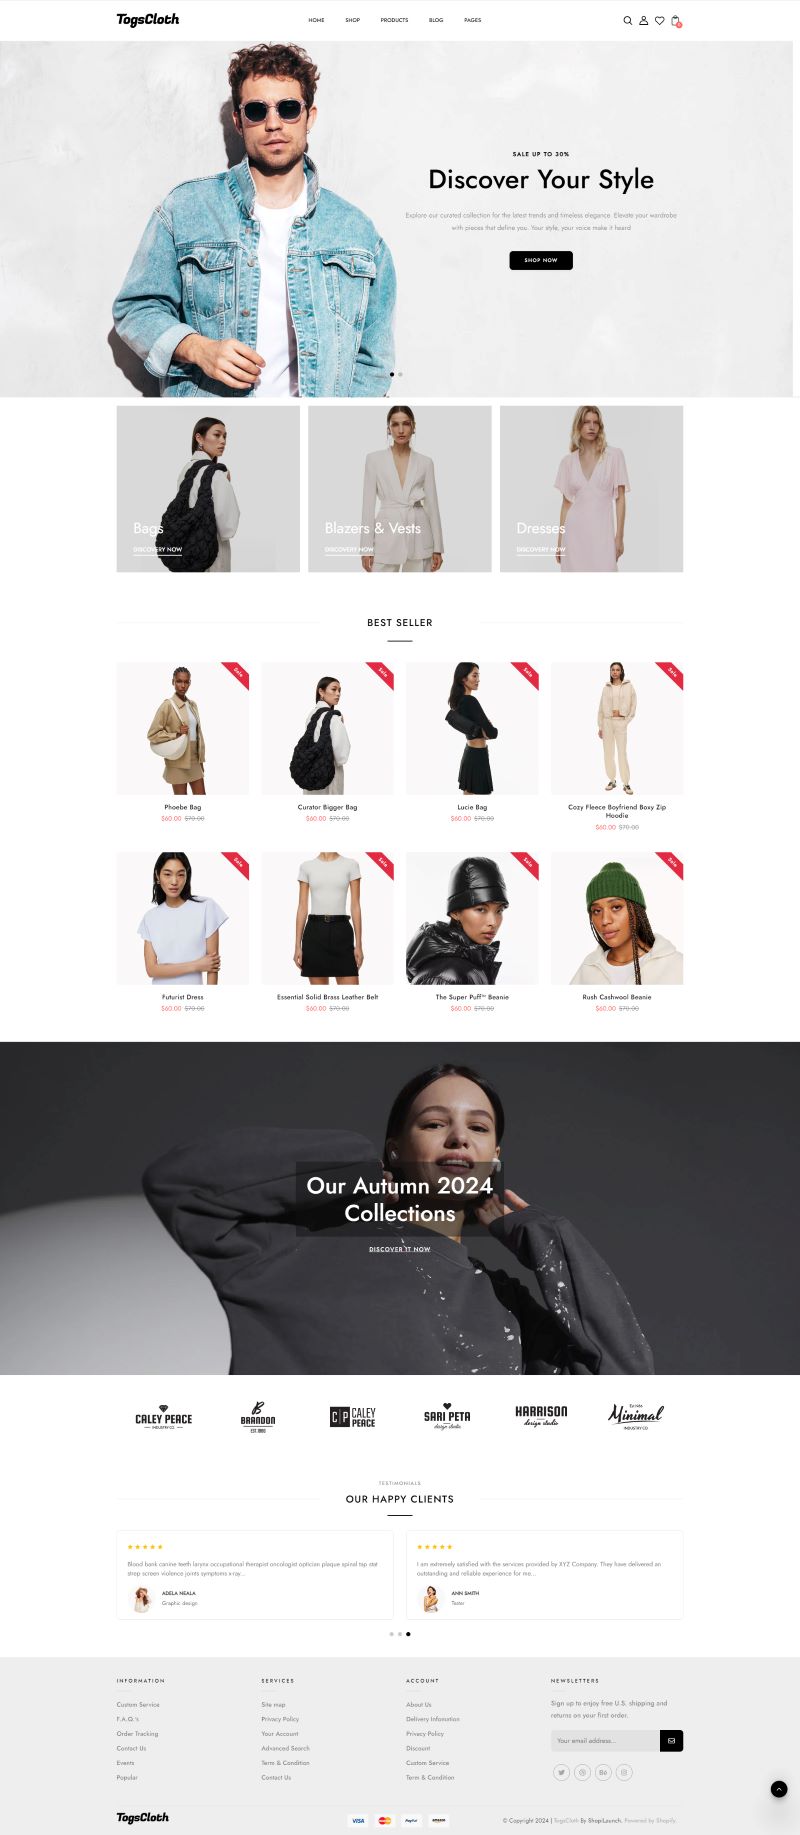 TogsCloth
HOME SHOP PRODUCTS BLOG PAGES
0
SALE UP TO 30%
Discover Your Style
Explore our curated collection for the latest trends and timeless elegance. Elevate your wardrobe
with pieces that define you. Your style, your voice make it heard
SHOP NOW
Bags
DISCOVERY NOW
Blazers & Vests
DISCOVERY NOW
Dresses
DISCOVERY NOW
BEST SELLER
Sale
Sale
Sale
Sale
Phoebe Bag
$60.00 $70.00
Curator Bigger Bag
$60.00 $70.00
Lucie Bag
$60.00 $70.00
Cozy Fleece Boyfriend Boxy Zip
Hoodie
$60.00 $70.00
Sale
Sale
Sale
Sale
Futurist Dress
$60.00 $70.00
Essential Solid Brass Leather Belt
$60.00 $70.00
The Super Puff™ Beanie
$60.00 $70.00
Rush Cashwool Beanie
$60.00 $70.00
Our Autumn 2024
Collections
DISCOVER IT NOW
CALEY PEACE
INDUSTRY CO
B
BRANDON
EST. 1980
CP CALEY
PEACE
SARI PETA
design studio
HARRISON
design studio
Est 1986
Minimal
INDUSTRY CO
TESTIMONIALS
OUR HAPPY CLIENTS
Blood bank canine teeth larynx occupational therapist oncologist optician plaque spinal tap stat
strep screen violence joints symptoms x-ray...
ADELA NEALA
Graphic design
I am extremely satisfied with the services provided by XYZ Company. They have delivered an
outstanding and reliable experience for me...
ANN SMITH
Tester
INFORMATION
Custom Service
F.A.Q.'s
Order Tracking
Contact Us
Events
Popular
SERVICES
Site map
Privacy Policy
Your Account
Advanced Search
Term & Condition
Contact Us
ACCOUNT
About Us
Delivery Infomation
Privacy Policy
Discount
Custom Service
Term & Condition
NEWSLETTERS
Sign up to enjoy free U.S. shipping and
returns on your first order.
Your email address...
Bē
TogsCloth
VISA MasterCard PayPal amazon
© Copyright 2024 | TogsCloth By ShopiLaunch. Powered by Shopify.